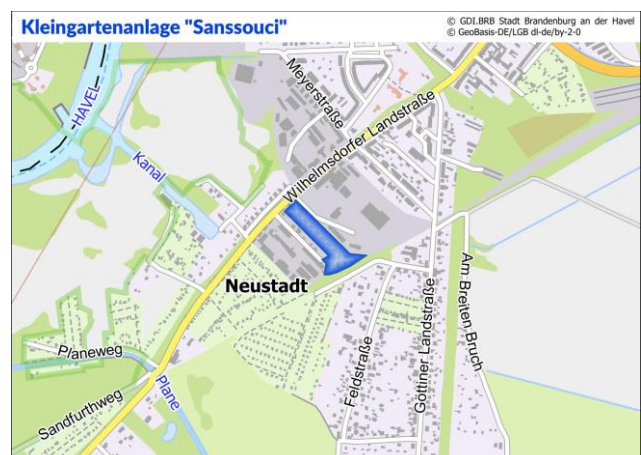 Kleingartenanlage "Sanssouci"
© GDI.BRB Stadt Brandenburg an der Havel
© GeoBasis-DE/LGB dl-de/by-2-0
HAVEL
Kanal
Meyerstraße
Wilhelmsdorfer Landstraße
Neustadt
Planeweg
Plane
Sandfurthweg
Feldstraße
Göttiner Landstraße
Am Breiten Bruch